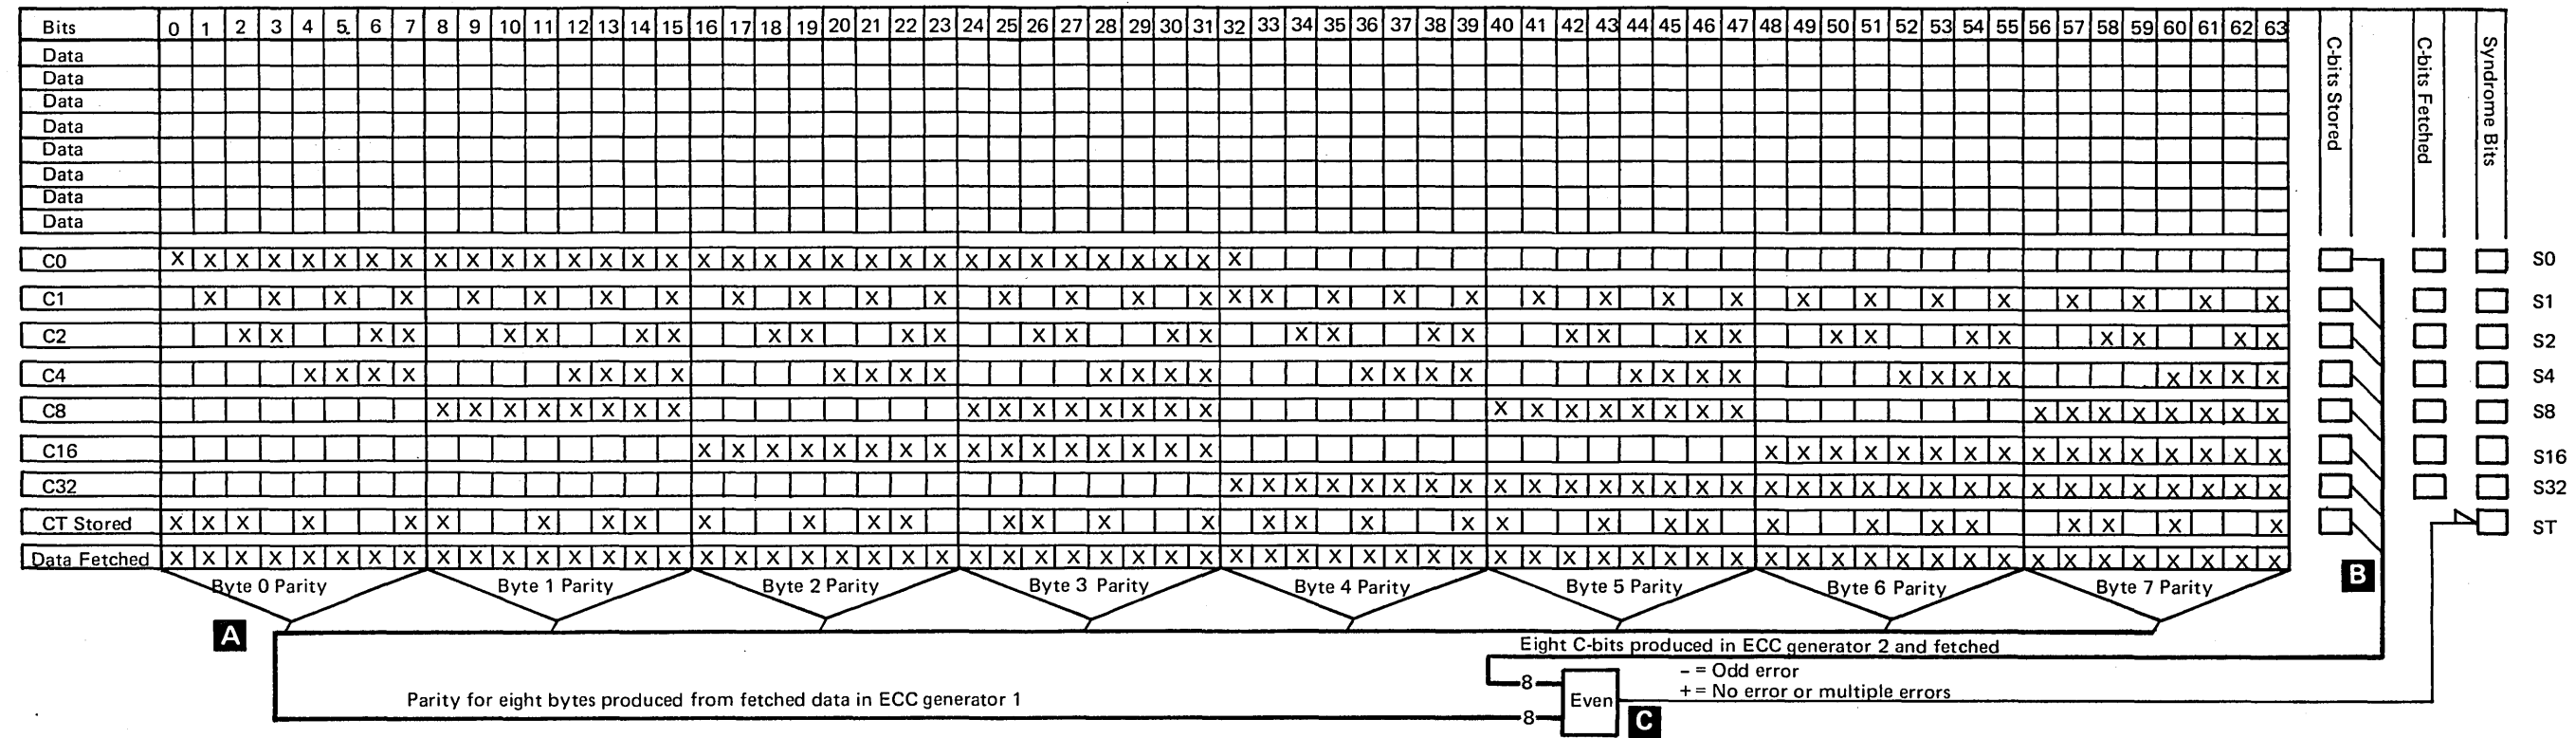 Bits 0 1 2 3 4 5 6 7 8 9 10 11 12 13 14 15 16 17 18 19 20 21 22 23 24 25 26 27 28 29 30 31 32 33 34 35 36 37 38 39 40 41 42 43 44 45 46 47 48 49 50 51 52 53 54 55 56 57 58 59 60 61 62 63
C-bits Stored
C-bits Fetched
Syndrome Bits
Data
Data
Data
Data
Data
Data
Data
Data
C0 X X X X X X X X X X X X X X X X X X X X X X X X X X X X X X X X X S0
C1 X X X X X X X X X X X X X X X X X X X X X X X X X X X X X X X X X S1
C2 X X X X X X X X X X X X X X X X X X X X X X X X X X X X X X X X S2
C4 X X X X X X X X X X X X X X X X X X X X X X X X X X X X X X X X S4
C8 X X X X X X X X X X X X X X X X X X X X X X X X X X X X X X X X S8
C16 X X X X X X X X X X X X X X X X X X X X X X X X X X X X X X X X S16
C32 X X X X X X X X X X X X X X X X X X X X X X X X X X X X X X X X S32
CT Stored X X X X X X X X X X X X X X X X X X X X X X X X X X X X X X X X X ST
Data Fetched X X X X X X X X X X X X X X X X X X X X X X X X X X X X X X X X X X X X X X X X X X X X X X X X X X X X X X X X X X X X X X X X
Byte 0 Parity Byte 1 Parity Byte 2 Parity Byte 3 Parity Byte 4 Parity Byte 5 Parity Byte 6 Parity Byte 7 Parity
B
A
Eight C-bits produced in ECC generator 2 and fetched
− = Odd error
+ = No error or multiple errors
8
Even
Parity for eight bytes produced from fetched data in ECC generator 1
8
C